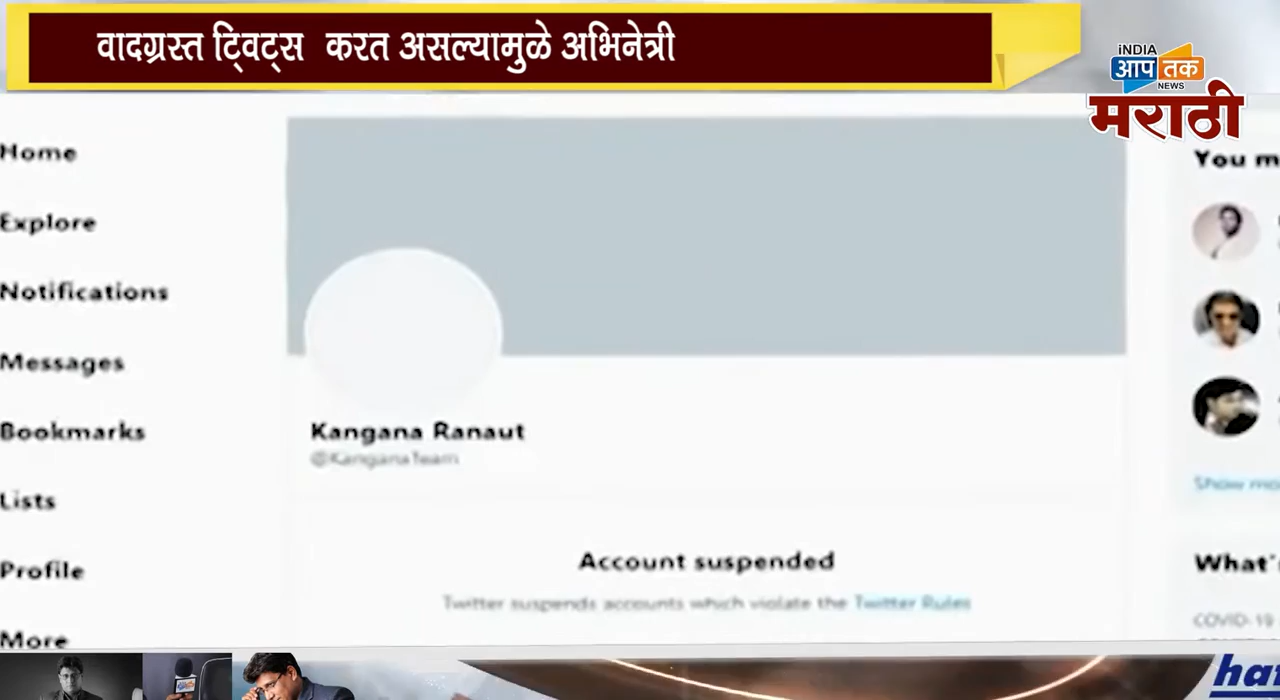 वादग्रस्त ट्विट्स करत असल्यामुळे अभिनेत्री
iNDIA
आप तक
NEWS
मराठी
Home
Explore
Notifications
Messages
Bookmarks
Lists
Profile
More
Kangana Ranaut
@KanganaTeam
Account suspended
Twitter suspends accounts which violate the Twitter Rules
You m
Show mo
What'
COVID-19